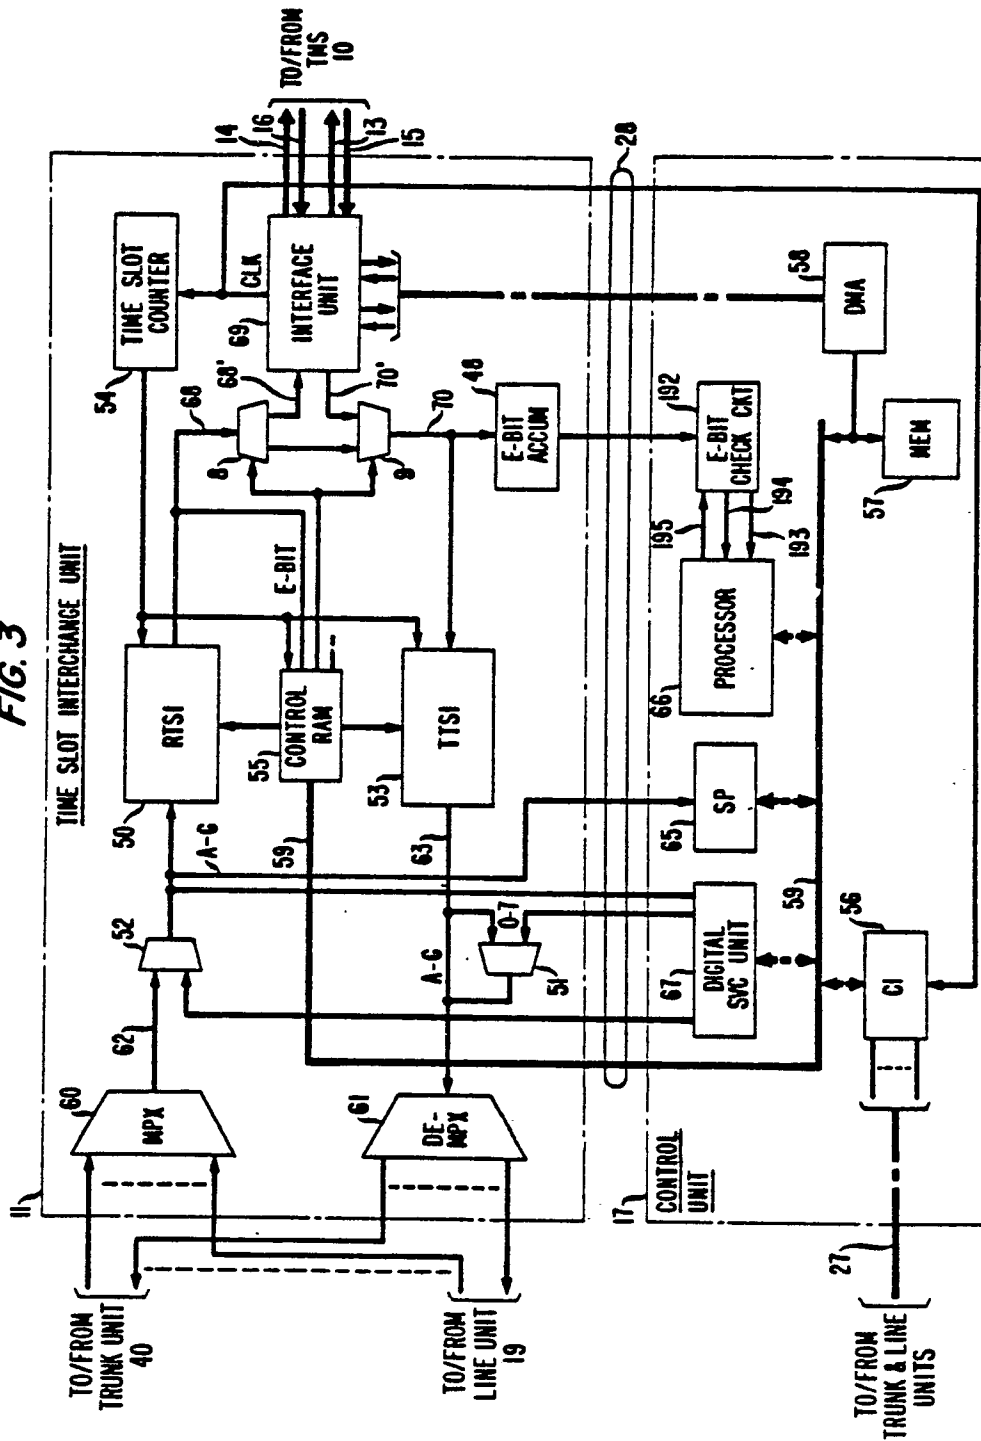 FIG. 3
TIME SLOT INTERCHANGE UNIT
11
TO/FROM
TRUNK UNIT
40
TO/FROM
LINE UNIT
19
60
MPX
61
DE-
MPX
62
52
A-G
50
RTSI
59
55
CONTROL
RAM
53
TTSI
63
A-G
0-7
51
E-BIT
54
TIME SLOT
COUNTER
68
8
9
68'
70'
70
69
INTERFACE
UNIT
CLK
48
E-BIT
ACCUM
14
16
13
15
TO/FROM
TMS
10
28
17
CONTROL
UNIT
67
DIGITAL
SVC UNIT
65
SP
66
PROCESSOR
195
194
193
192
E-BIT
CHECK CKT
58
DMA
57
MEM
59
56
CI
27
TO/FROM
TRUNK & LINE
UNITS